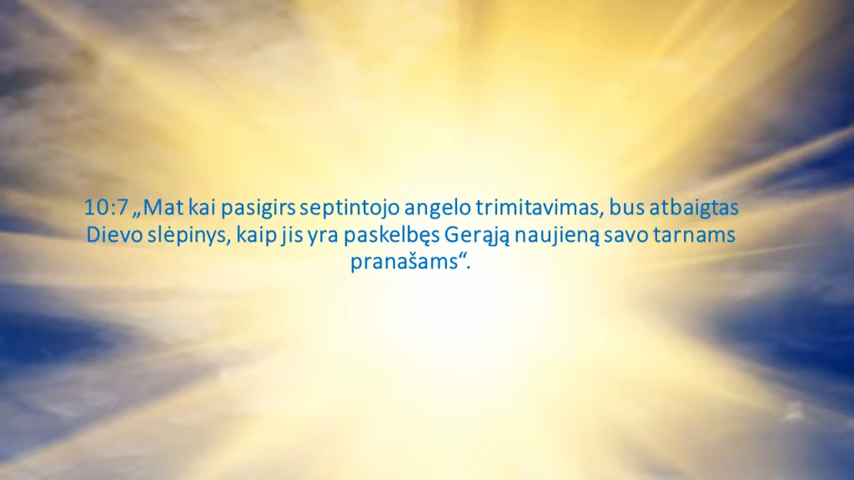 10:7 „Mat kai pasigirs septintojo angelo trimitavimas, bus atbaigtas
Dievo slėpinys, kaip jis yra paskelbęs Gerąją naujieną savo tarnams
pranašams“.